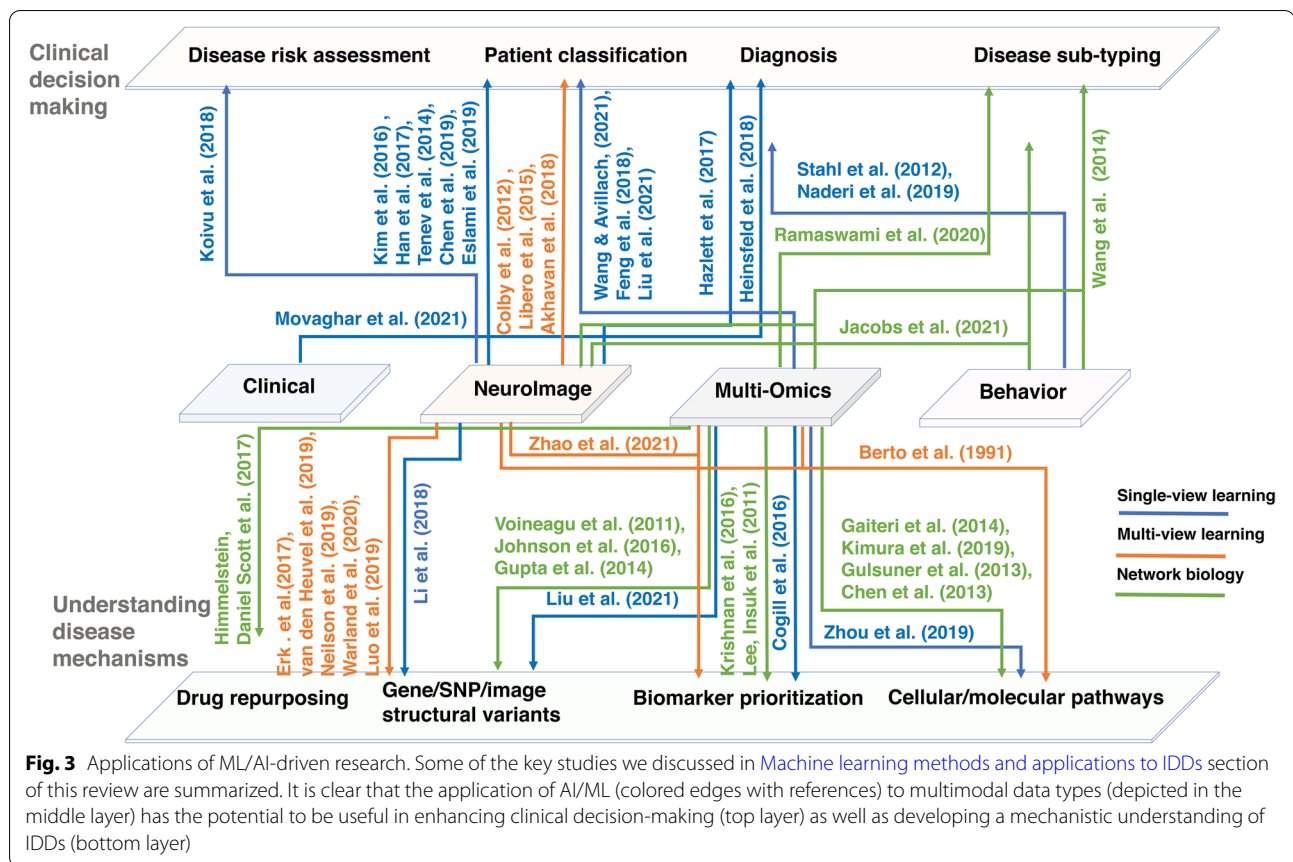 Clinical
decision
making
Disease risk assessment
Patient classification
Diagnosis
Disease sub-typing
Koivu et al. (2018)
Kim et al. (2016) ,
Han et al. (2017),
Tenev et al. (2014),
Chen et al. (2019),
Eslami et al. (2019)
Colby et al. (2012) ,
Libero et al. (2015),
Akhavan et al. (2018)
Wang & Avillach, (2021),
Feng et al. (2018),
Liu et al. (2021)
Hazlett et al. (2017)
Heinsfeld et al. (2018)
Stahl et al. (2012),
Naderi et al. (2019)
Ramaswami et al. (2020)
Wang et al. (2014)
Movaghar et al. (2021)
Jacobs et al. (2021)
Clinical
NeuroImage
Multi-Omics
Behavior
Himmelstein,
Daniel Scott et al. (2017)
Erk . et al.(2017),
van den Heuvel et al. (2019),
Neilson et al. (2019),
Warland et al. (2020),
Luo et al. (2019)
Li et al. (2018)
Zhao et al. (2021)
Berto et al. (1991)
Voineagu et al. (2011),
Johnson et al. (2016),
Gupta et al. (2014)
Liu et al. (2021)
Krishnan et al. (2016),
Lee, Insuk et al. (2011)
Cogill et al. (2016)
Gaiteri et al. (2014),
Kimura et al. (2019),
Gulsuner et al. (2013),
Chen et al. (2013)
Zhou et al. (2019)
Single-view learning
Multi-view learning
Network biology
Understanding
disease
mechanisms
Drug repurposing
Gene/SNP/image
structural variants
Biomarker prioritization
Cellular/molecular pathways
Fig. 3 Applications of ML/AI-driven research. Some of the key studies we discussed in Machine learning methods and applications to IDDs section
of this review are summarized. It is clear that the application of AI/ML (colored edges with references) to multimodal data types (depicted in the
middle layer) has the potential to be useful in enhancing clinical decision-making (top layer) as well as developing a mechanistic understanding of
IDDs (bottom layer)